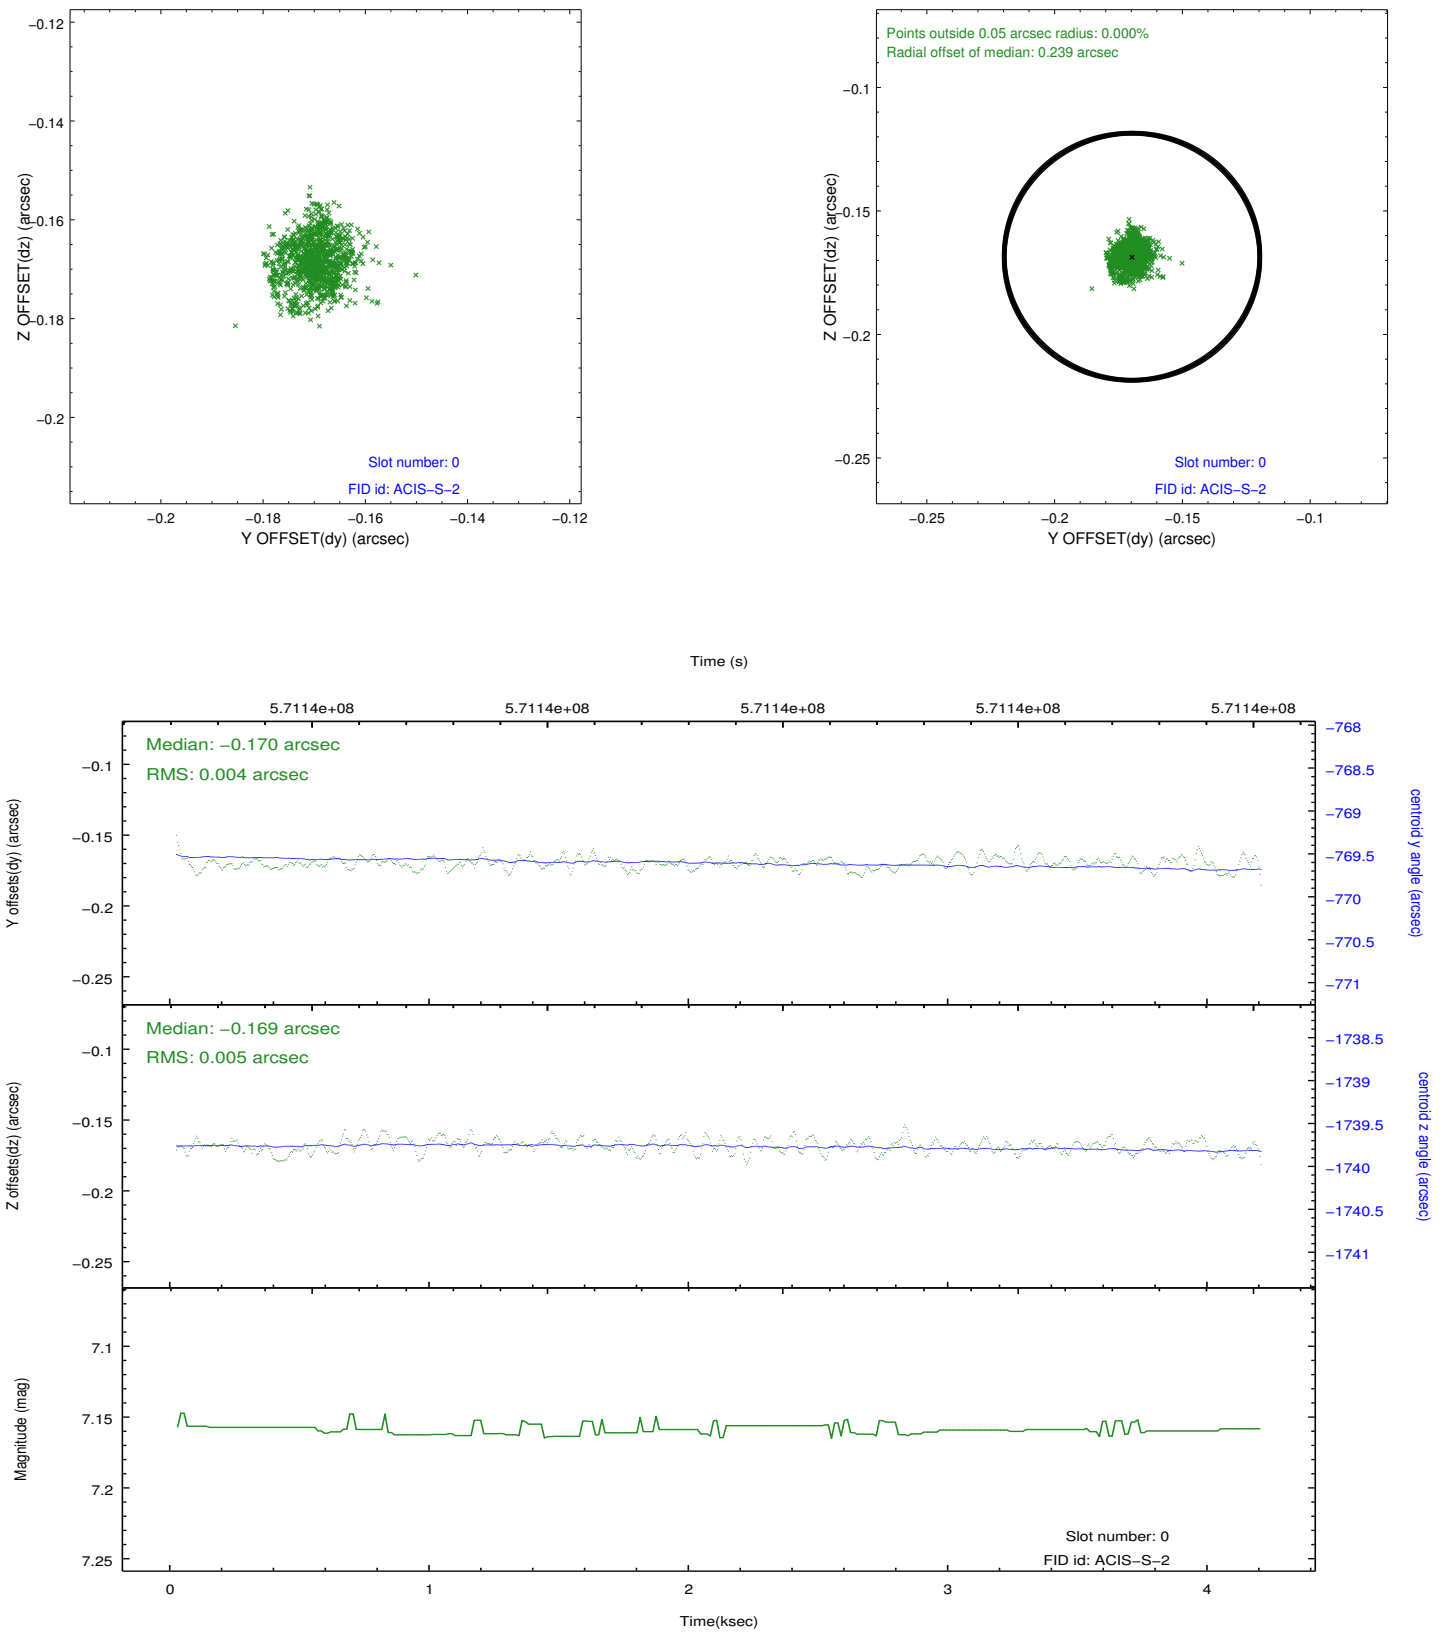 −0.12
−0.14
−0.16
−0.18
−0.2
Z OFFSET(dz) (arcsec)
Slot number: 0
FID id: ACIS−S−2
−0.2
−0.18
−0.16
−0.14
−0.12
Y OFFSET(dy) (arcsec)
Points outside 0.05 arcsec radius: 0.000%
Radial offset of median: 0.239 arcsec
−0.1
−0.15
−0.2
−0.25
Z OFFSET(dz) (arcsec)
Slot number: 0
FID id: ACIS−S−2
−0.25
−0.2
−0.15
−0.1
Y OFFSET(dy) (arcsec)
Time (s)
5.7114e+08
5.7114e+08
5.7114e+08
5.7114e+08
5.7114e+08
Median: −0.170 arcsec
RMS: 0.004 arcsec
−0.1
−0.15
−0.2
−0.25
Y offsets(dy) (arcsec)
−768
−768.5
−769
−769.5
−770
−770.5
−771
centroid y angle (arcsec)
Median: −0.169 arcsec
RMS: 0.005 arcsec
−0.1
−0.15
−0.2
−0.25
Z offsets(dz) (arcsec)
−1738.5
−1739
−1739.5
−1740
−1740.5
−1741
centroid z angle (arcsec)
7.1
7.15
7.2
7.25
Magnitude (mag)
Slot number: 0
FID id: ACIS−S−2
0
1
2
3
4
Time(ksec)